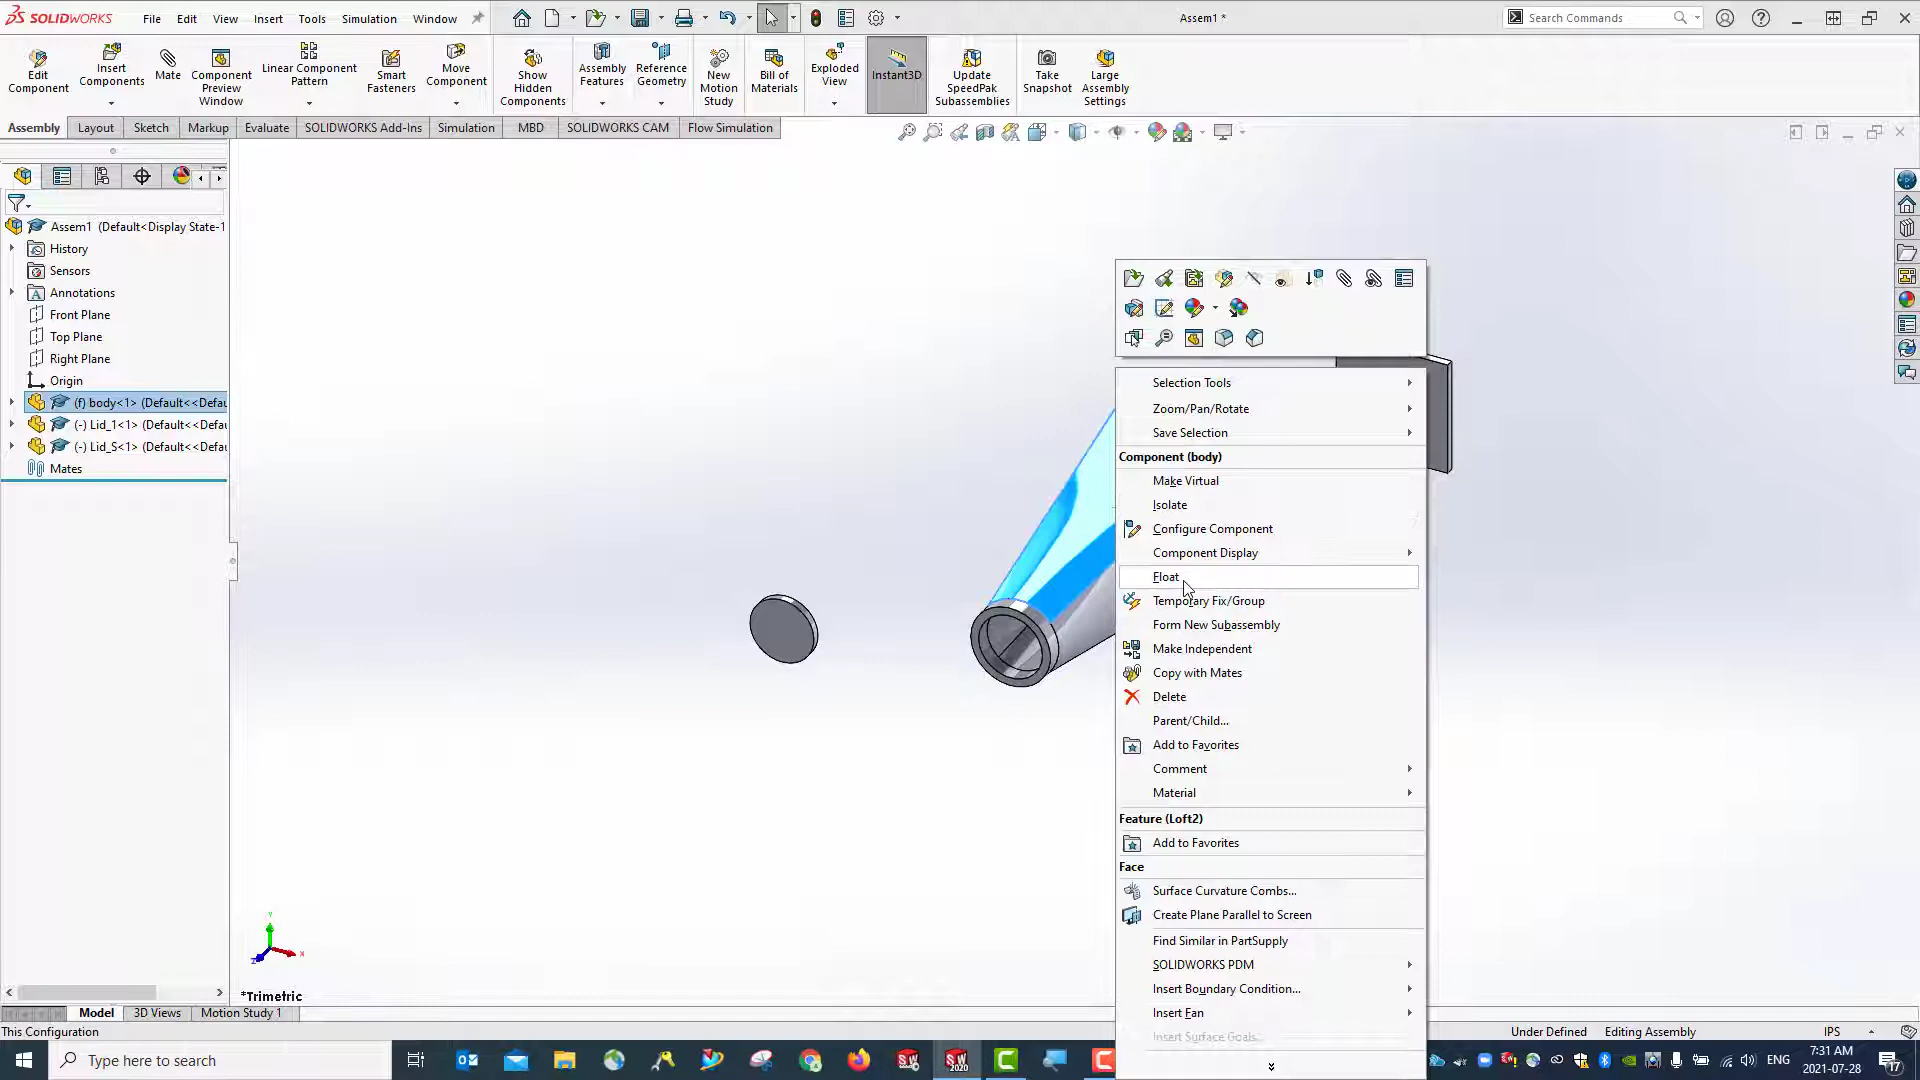 SOLIDWORKS File Edit View Insert Tools Simulation Window Assem1 * Search Commands
Edit Component
Insert Components
Mate
Component Preview Window
Linear Component Pattern
Smart Fasteners
Move Component
Show Hidden Components
Assembly Features
Reference Geometry
New Motion Study
Bill of Materials
Exploded View
Instant3D
Update SpeedPak Subassemblies
Take Snapshot
Large Assembly Settings
Assembly Layout Sketch Markup Evaluate SOLIDWORKS Add-Ins Simulation MBD SOLIDWORKS CAM Flow Simulation
Assem1 (Default<Display State-1
History
Sensors
Annotations
Front Plane
Top Plane
Right Plane
Origin
(f) body<1> (Default<<Defau
(-) Lid_1<1> (Default<<Defau
(-) Lid_S<1> (Default<<Defau
Mates
Selection Tools
Zoom/Pan/Rotate
Save Selection
Component (body)
Make Virtual
Isolate
Configure Component
Component Display
Float
Temporary Fix/Group
Form New Subassembly
Make Independent
Copy with Mates
Delete
Parent/Child...
Add to Favorites
Comment
Material
Feature (Loft2)
Add to Favorites
Face
Surface Curvature Combs...
Create Plane Parallel to Screen
Find Similar in PartSupply
SOLIDWORKS PDM
Insert Boundary Condition...
Insert Fan
Insert Surface Goals...
*Trimetric
Model 3D Views Motion Study 1
This Configuration Under Defined Editing Assembly IPS
Type here to search
ENG
7:31 AM
2021-07-28
17